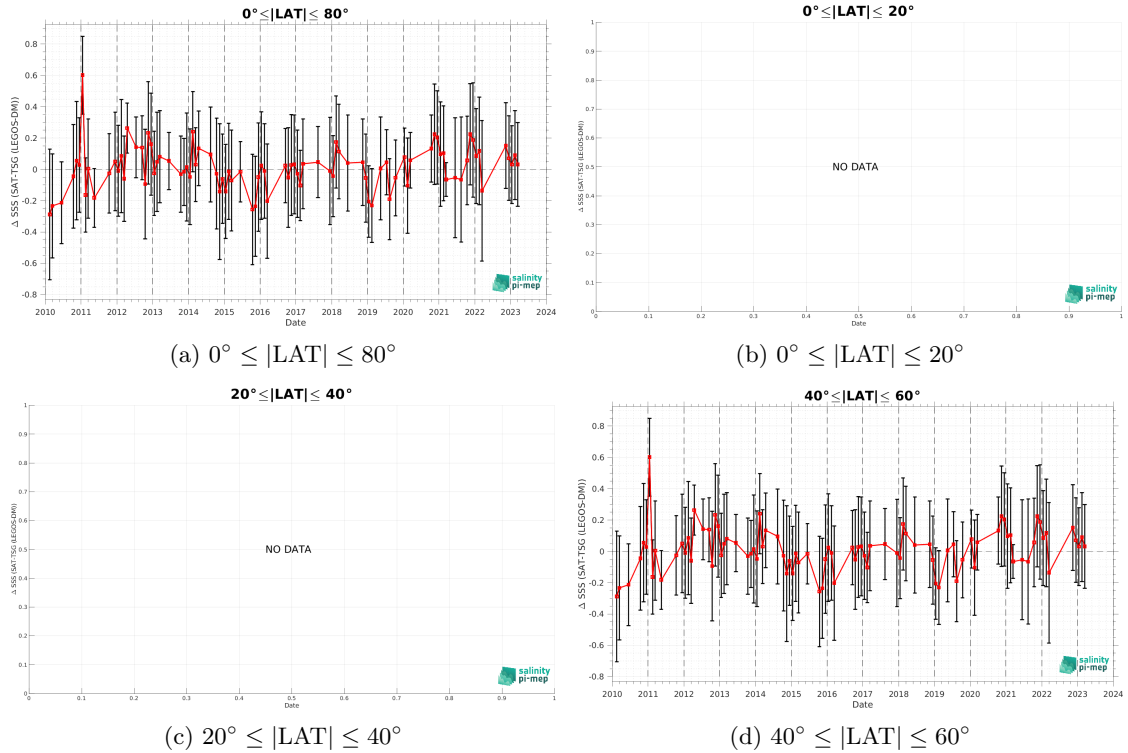 0°≤|LAT|≤ 80°
Δ SSS (SAT-TSG (LEGOS-DM))
0.8
0.6
0.4
0.2
0
-0.2
-0.4
-0.6
-0.8
2010 2011 2012 2013 2014 2015 2016 2017 2018 2019 2020 2021 2022 2023 2024
Date
salinity
pi-mep
(a) 0° ≤ |LAT| ≤ 80°
0°≤|LAT|≤ 20°
Δ SSS (SAT-TSG (LEGOS-DM))
1
0.9
0.8
0.7
0.6
0.5
0.4
0.3
0.2
0.1
0
NO DATA
0 0.1 0.2 0.3 0.4 0.5 0.6 0.7 0.8 0.9 1
Date
salinity
pi-mep
(b) 0° ≤ |LAT| ≤ 20°
20°≤|LAT|≤ 40°
Δ SSS (SAT-TSG (LEGOS-DM))
1
0.9
0.8
0.7
0.6
0.5
0.4
0.3
0.2
0.1
0
NO DATA
0 0.1 0.2 0.3 0.4 0.5 0.6 0.7 0.8 0.9 1
Date
salinity
pi-mep
(c) 20° ≤ |LAT| ≤ 40°
40°≤|LAT|≤ 60°
Δ SSS (SAT-TSG (LEGOS-DM))
0.8
0.6
0.4
0.2
0
-0.2
-0.4
-0.6
-0.8
2010 2011 2012 2013 2014 2015 2016 2017 2018 2019 2020 2021 2022 2023 2024
Date
salinity
pi-mep
(d) 40° ≤ |LAT| ≤ 60°